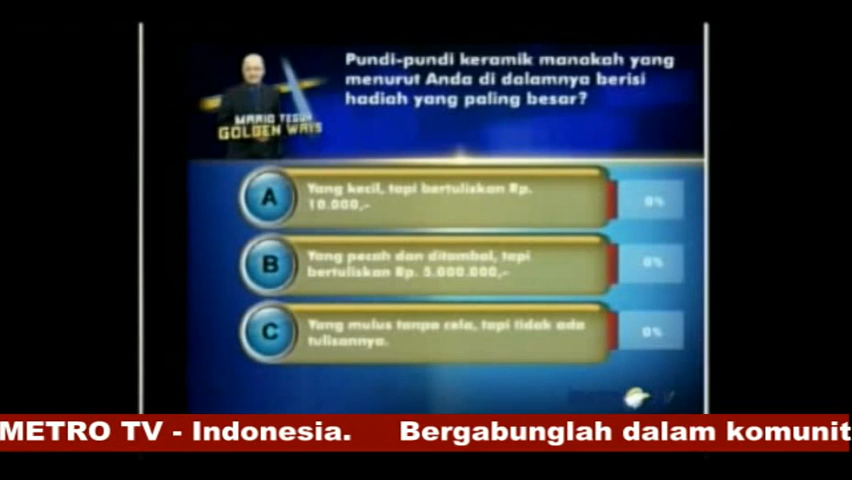 Pundi-pundi keramik manakah yang
menurut Anda di dalamnya berisi
hadiah yang paling besar?
MARIO TEGUH
GOLDEN WAYS
A
Yang kecil, tapi bertuliskan Rp.
10.000,-
0%
B
Yang pecah dan ditambal, tapi
bertuliskan Rp. 5.000.000,-
0%
C
Yang mulus tanpa cela, tapi tidak ada
tulisannya.
0%
METRO TV - Indonesia. Bergabunglah dalam komunit